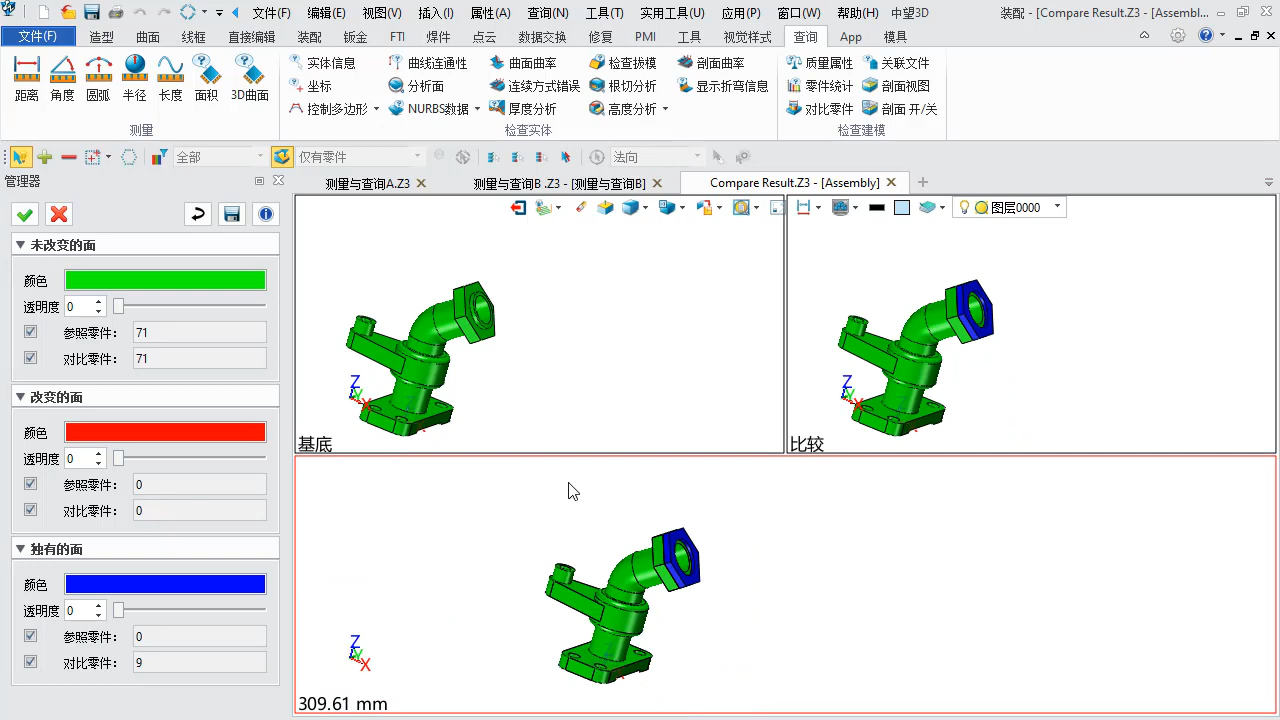 文件(F) 编辑(E) 视图(V) 插入(I) 属性(A) 查询(N) 工具(T) 实用工具(U) 应用(P) 窗口(W) 帮助(H) 中望3D 装配 - [Compare Result.Z3 - [Assembl...
文件(F) 造型 曲面 线框 直接编辑 装配 钣金 FTI 焊件 点云 数据交换 修复 PMI 工具 视觉样式 查询 App 模具
实体信息 曲线连通性 曲面曲率 检查拔模 剖面曲率 质量属性 关联文件
坐标 分析面 连续方式错误 根切分析 显示折弯信息 零件统计 剖面视图
距离 角度 圆弧 半径 长度 面积 3D曲面
控制多边形 NURBS数据 厚度分析 高度分析 对比零件 剖面 开/关
测量 检查实体 检查建模
全部 仅有零件 法向
管理器
测量与查询A.Z3 测量与查询B .Z3 - [测量与查询B] Compare Result.Z3 - [Assembly]
图层0000
未改变的面
颜色
透明度 0
参照零件: 71
对比零件: 71
改变的面
颜色
透明度 0
参照零件: 0
对比零件: 0
独有的面
颜色
透明度 0
参照零件: 0
对比零件: 9
Z
Y
X
基底
Z
Y
X
比较
Z
Y
X
309.61 mm